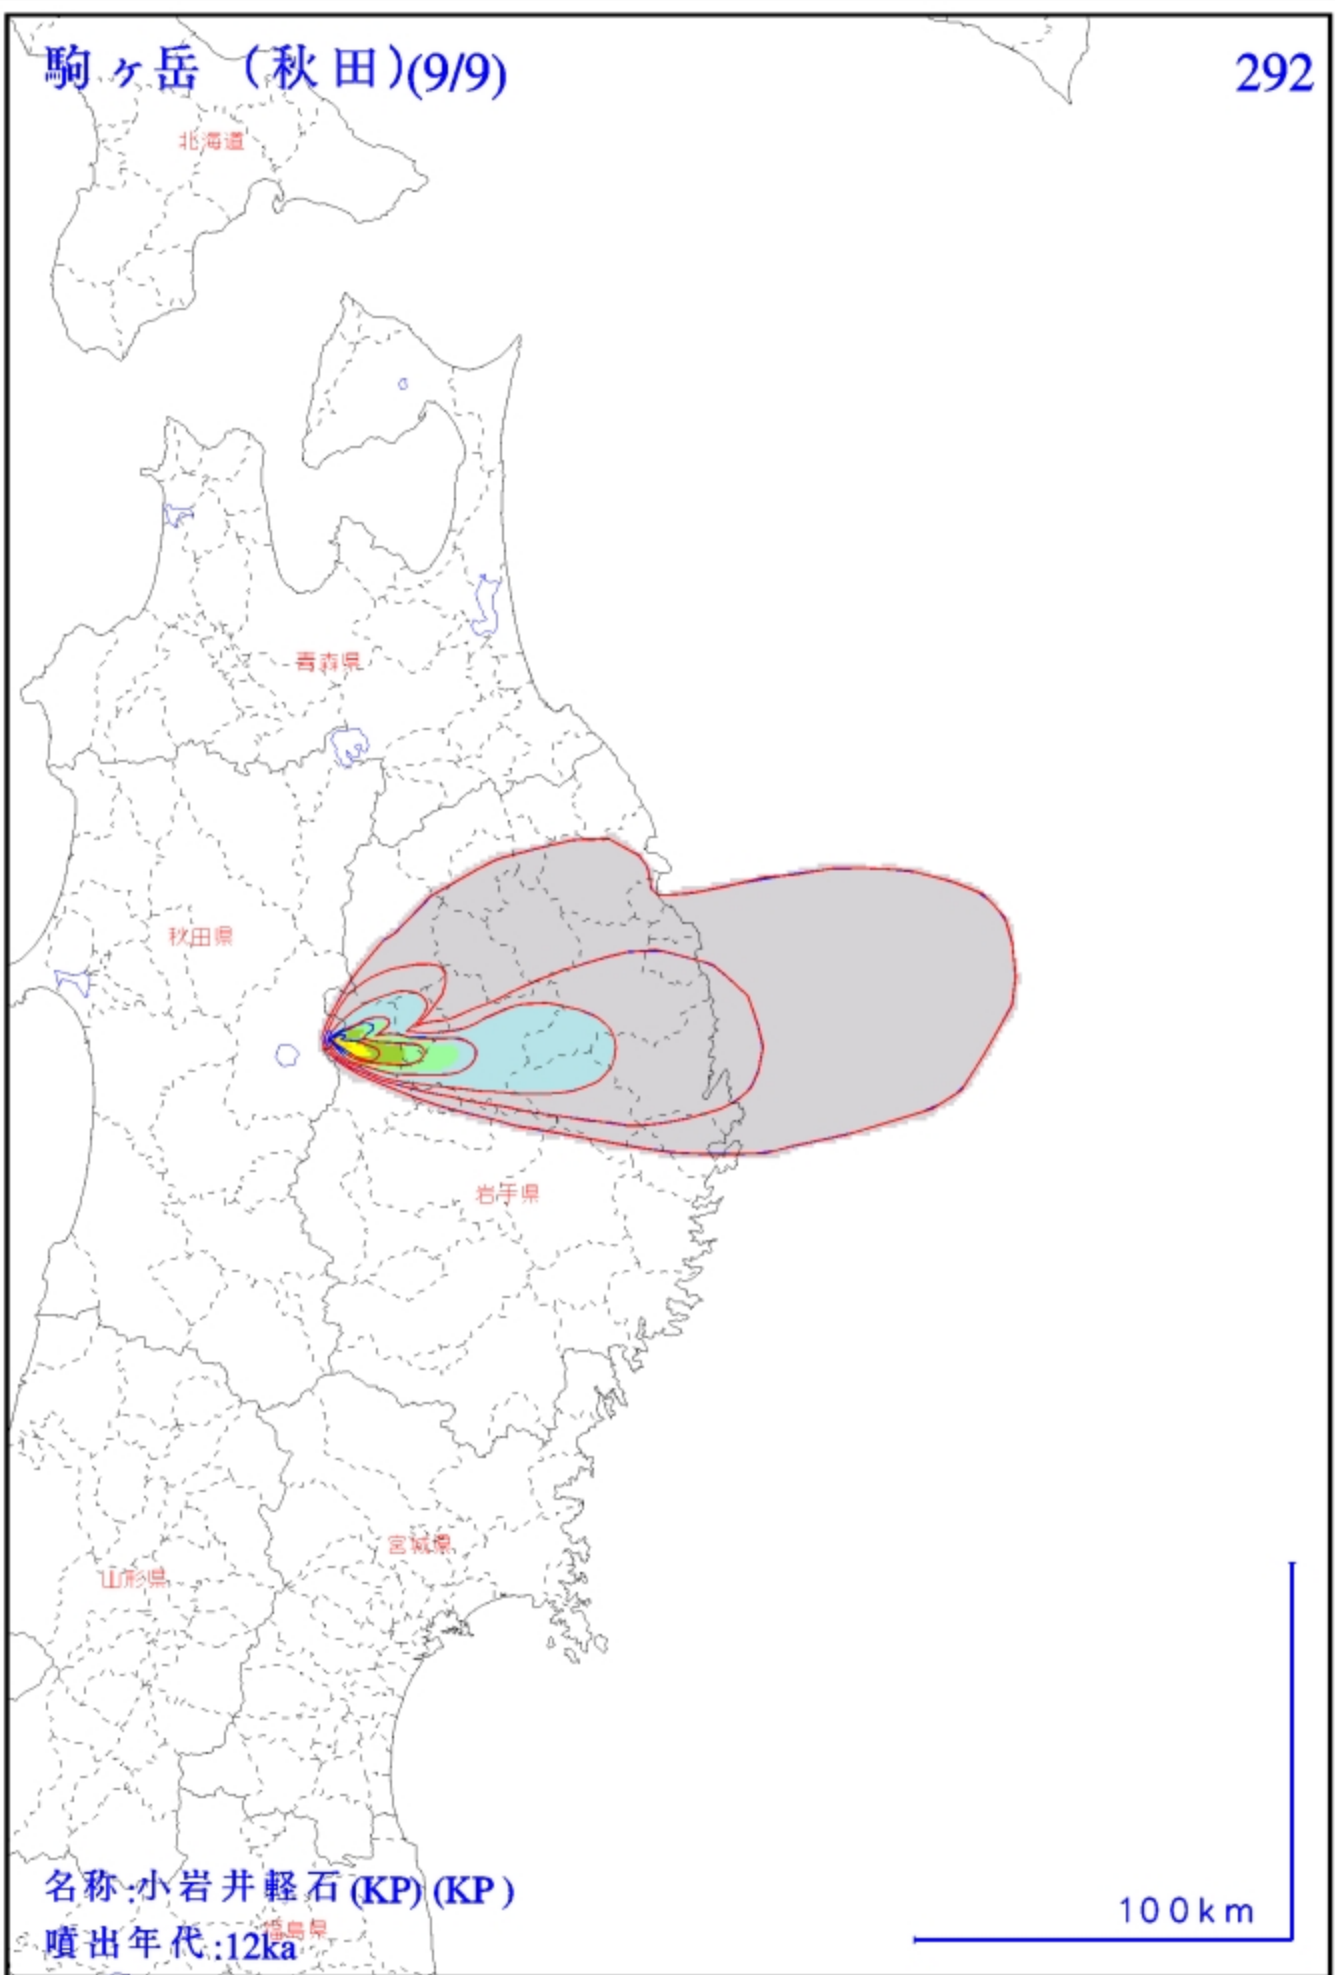 駒ヶ岳（秋田）(9/9)
292
北海道
青森県
秋田県
岩手県
宮城県
山形県
名称:小岩井軽石(KP)(KP)
福島県
噴出年代:12ka
100km